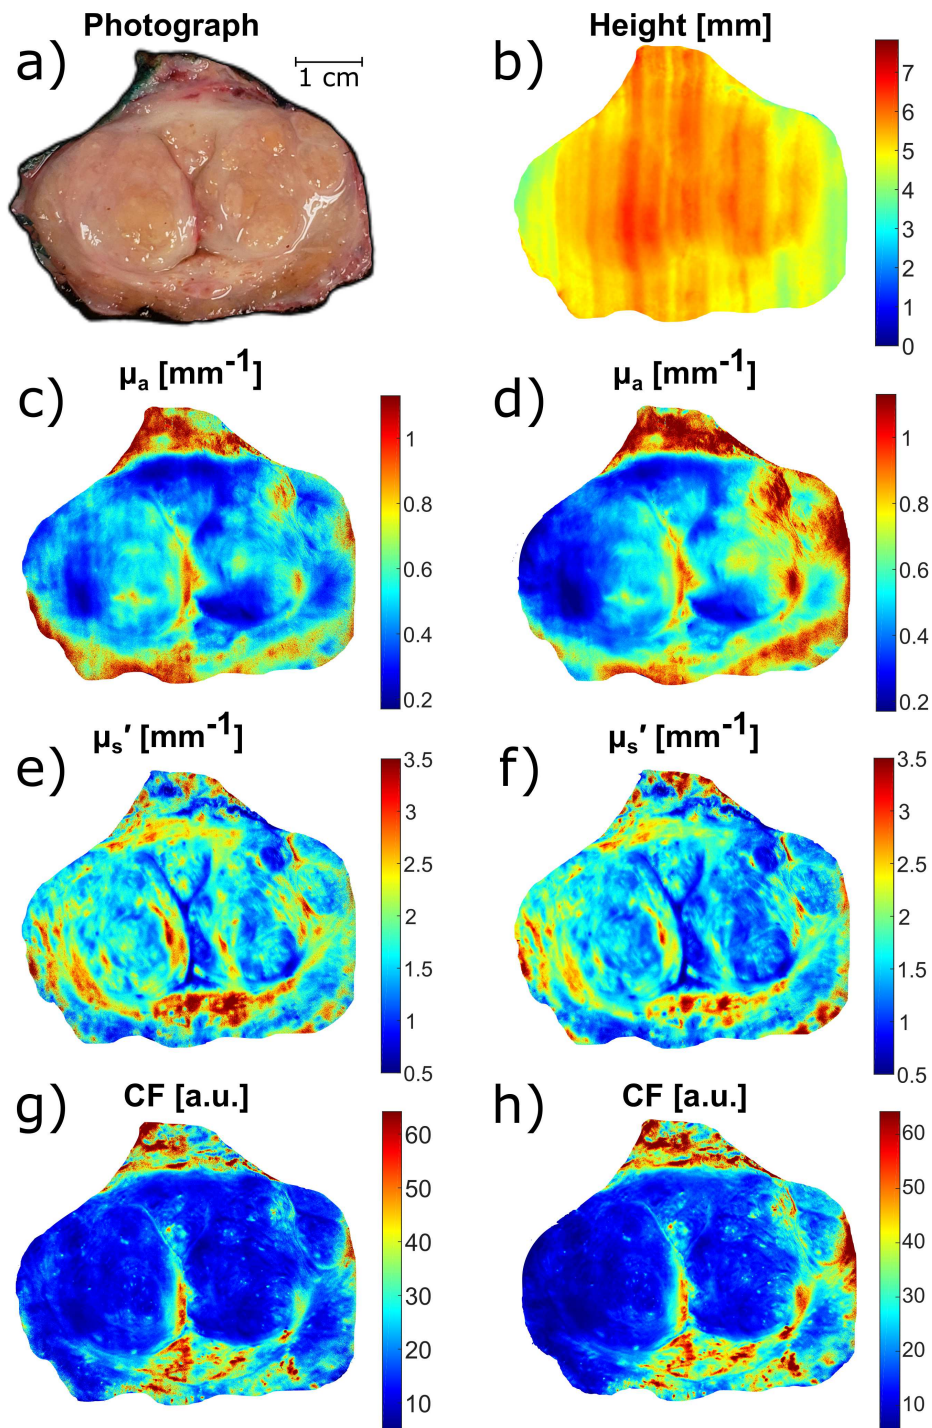 Photograph
a)
1 cm
Height [mm]
b)
7
6
5
4
3
2
1
0
μa [mm-1]
c)
1
0.8
0.6
0.4
0.2
μa [mm-1]
d)
1
0.8
0.6
0.4
0.2
μs′ [mm-1]
e)
3.5
3
2.5
2
1.5
1
0.5
μs′ [mm-1]
f)
3.5
3
2.5
2
1.5
1
0.5
CF [a.u.]
g)
60
50
40
30
20
10
CF [a.u.]
h)
60
50
40
30
20
10